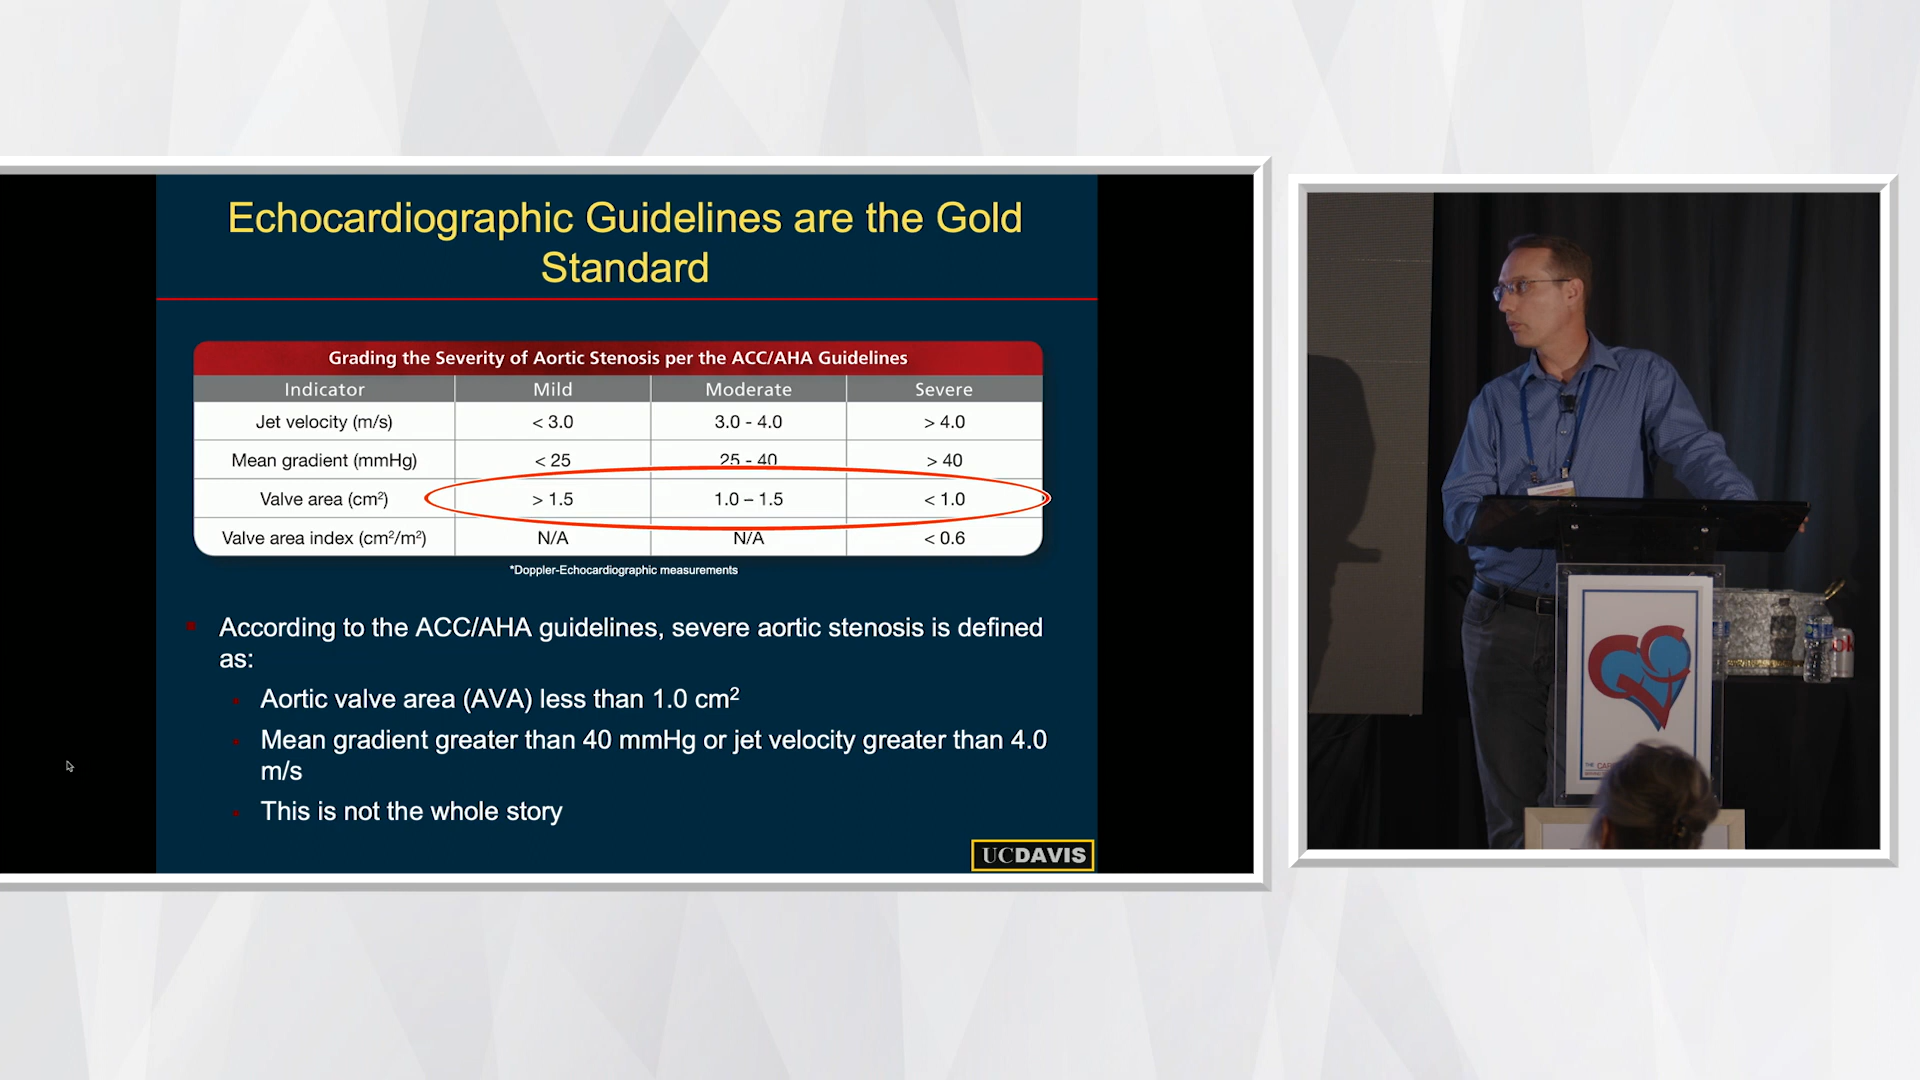 Echocardiographic Guidelines are the Gold
Standard
Grading the Severity of Aortic Stenosis per the ACC/AHA Guidelines
Indicator Mild Moderate Severe
Jet velocity (m/s) < 3.0 3.0 - 4.0 > 4.0
Mean gradient (mmHg) < 25 25 - 40 > 40
Valve area (cm²) > 1.5 1.0 – 1.5 < 1.0
Valve area index (cm²/m²) N/A N/A < 0.6
*Doppler-Echocardiographic measurements
According to the ACC/AHA guidelines, severe aortic stenosis is defined
as:
Aortic valve area (AVA) less than 1.0 cm²
Mean gradient greater than 40 mmHg or jet velocity greater than 4.0
m/s
This is not the whole story
UCDAVIS
THE